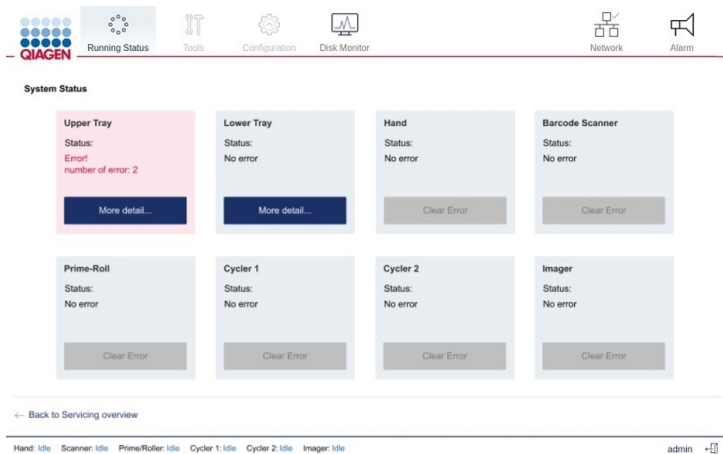 QIAGEN
Running Status
Tools
Configuration
Disk Monitor
Network
Alarm
System Status
Upper Tray
Status:
Error!
number of error: 2
More detail...
Lower Tray
Status:
No error
More detail...
Hand
Status:
No error
Clear Error
Barcode Scanner
Status:
No error
Clear Error
Prime-Roll
Status:
No error
Clear Error
Cycler 1
Status:
No error
Clear Error
Cycler 2
Status:
No error
Clear Error
Imager
Status:
No error
Clear Error
← Back to Servicing overview
Hand: Idle Scanner: Idle Prime/Roller: Idle Cycler 1: Idle Cycler 2: Idle Imager: Idle admin